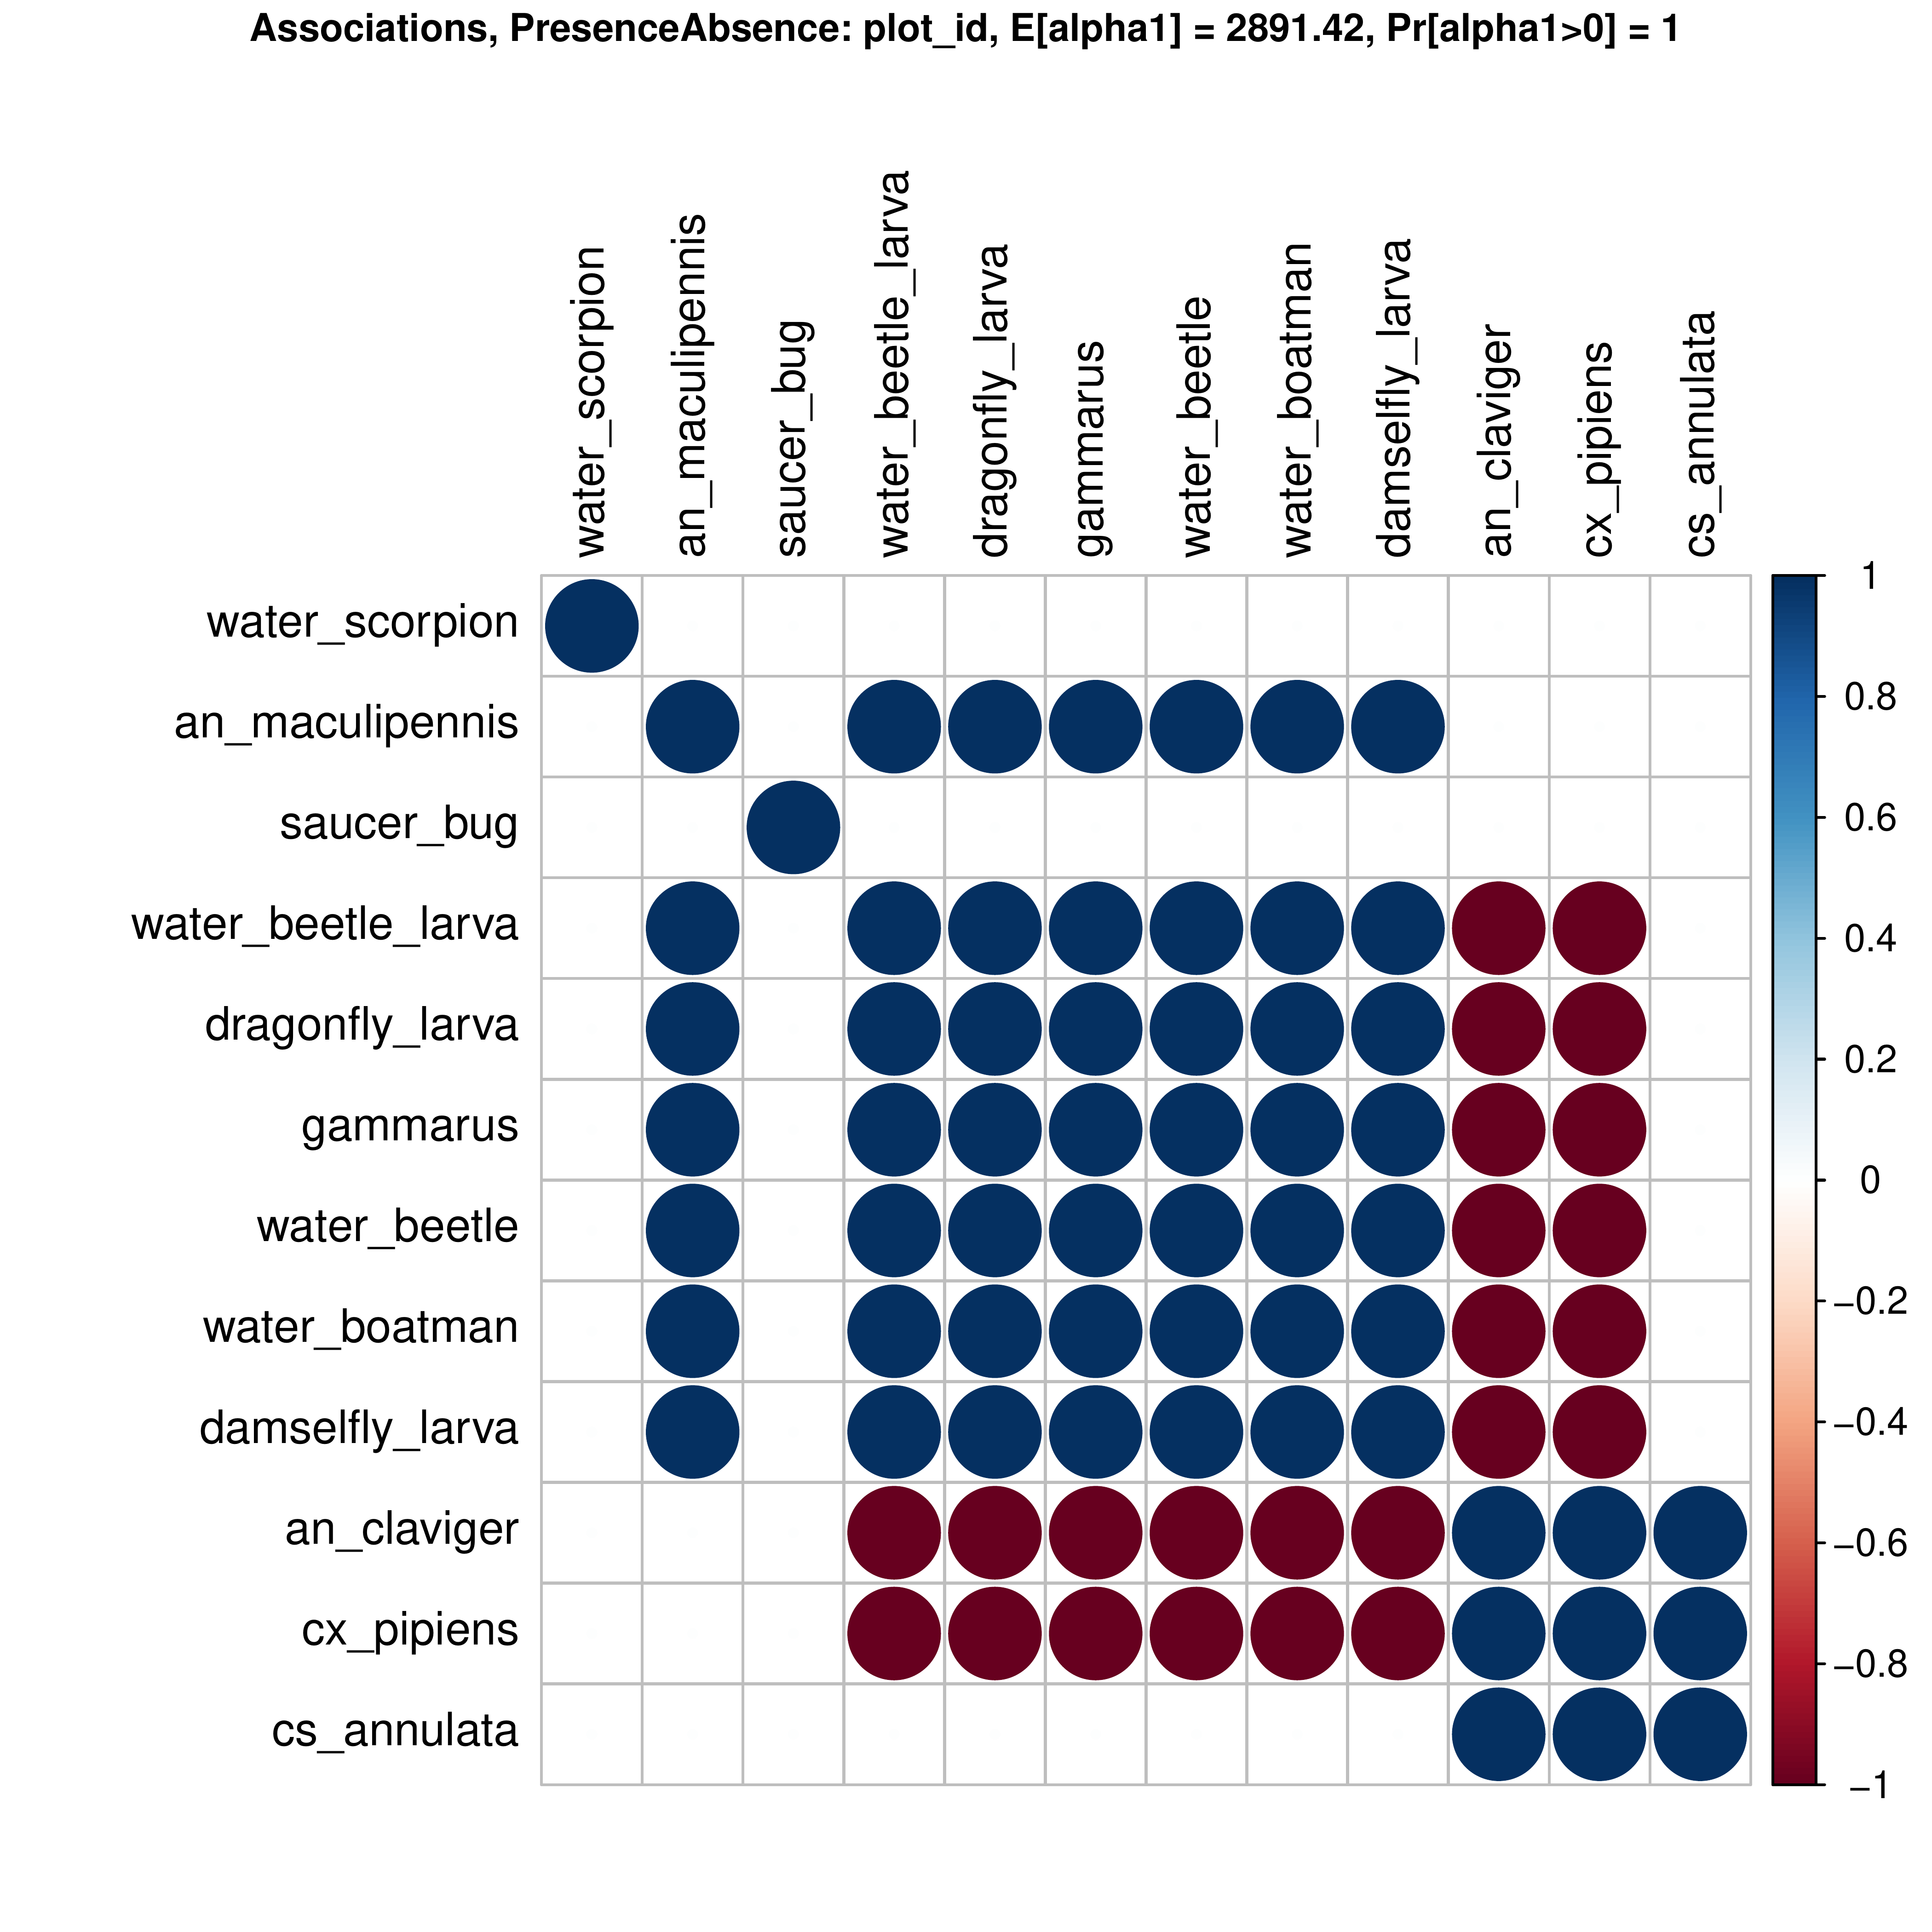 Associations, PresenceAbsence: plot_id, E[alpha1] = 2891.42, Pr[alpha1>0] = 1
water_scorpion
an_maculipennis
saucer_bug
water_beetle_larva
dragonfly_larva
gammarus
water_beetle
water_boatman
damselfly_larva
an_claviger
cx_pipiens
cs_annulata
water_scorpion
an_maculipennis
saucer_bug
water_beetle_larva
dragonfly_larva
gammarus
water_beetle
water_boatman
damselfly_larva
an_claviger
cx_pipiens
cs_annulata
1
0.8
0.6
0.4
0.2
0
−0.2
−0.4
−0.6
−0.8
−1